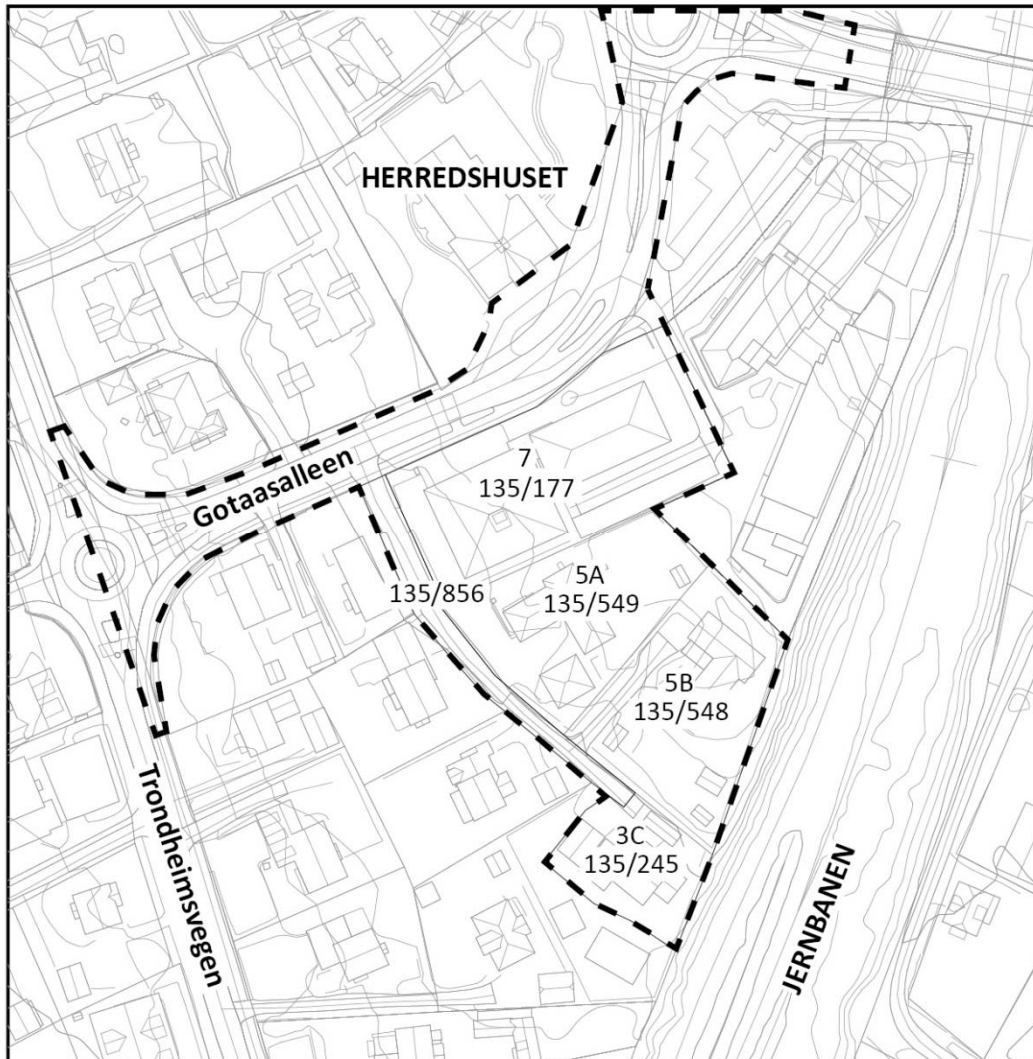 HERREDSHUSET
Gotaasalleen
7
135/177
135/856
5A
135/549
5B
135/548
3C
135/245
Trondheimsvegen
JERNBANEN